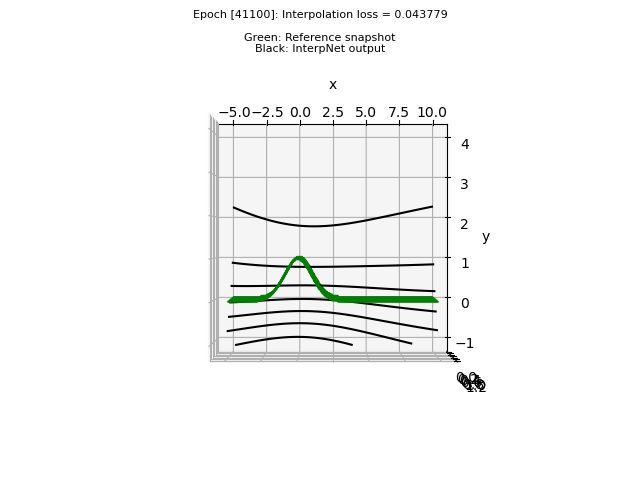 Epoch [41100]: Interpolation loss = 0.043779
Green: Reference snapshot
Black: InterpNet output
x
−5.0 −2.5 0.0 2.5 5.0 7.5 10.0
4
3
2
y
1
0
−1